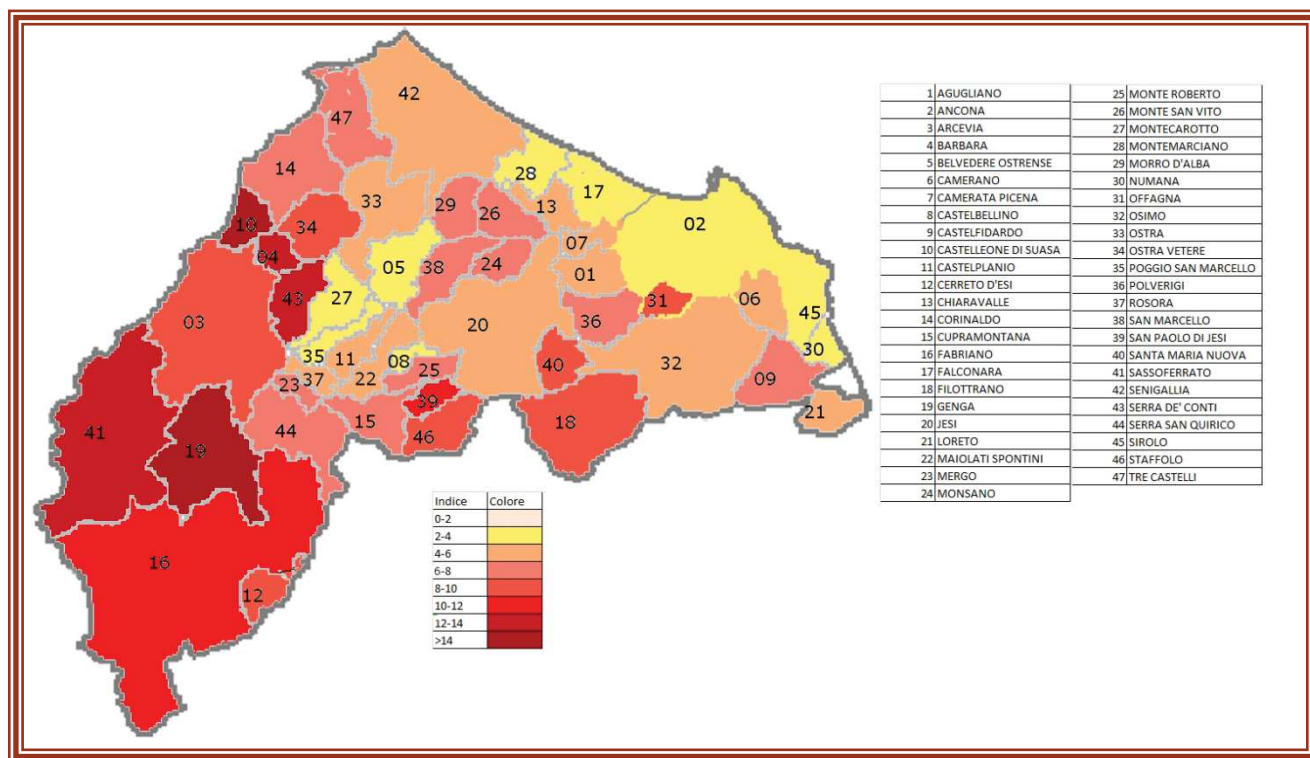 42
47
14
28
17
33
29
26
13
10
34
02
04
07
05
38
24
01
43
27
31
06
03
20
36
45
35
11
08
32
30
23
37
22
25
40
09
39
21
41
44
15
46
18
19
16
12
Indice Colore
0-2
2-4
4-6
6-8
8-10
10-12
12-14
>14
1 AGUGLIANO
2 ANCONA
3 ARCEVIA
4 BARBARA
5 BELVEDERE OSTRENSE
6 CAMERANO
7 CAMERATA PICENA
8 CASTELBELLINO
9 CASTELFIDARDO
10 CASTELLEONE DI SUASA
11 CASTELPLANIO
12 CERRETO D'ESI
13 CHIARAVALLE
14 CORINALDO
15 CUPRAMONTANA
16 FABRIANO
17 FALCONARA
18 FILOTTRANO
19 GENGA
20 JESI
21 LORETO
22 MAIOLATI SPONTINI
23 MERGO
24 MONSANO
25 MONTE ROBERTO
26 MONTE SAN VITO
27 MONTECAROTTO
28 MONTEMARCIANO
29 MORRO D'ALBA
30 NUMANA
31 OFFAGNA
32 OSIMO
33 OSTRA
34 OSTRA VETERE
35 POGGIO SAN MARCELLO
36 POLVERIGI
37 ROSORA
38 SAN MARCELLO
39 SAN PAOLO DI JESI
40 SANTA MARIA NUOVA
41 SASSOFERRATO
42 SENIGALLIA
43 SERRA DE' CONTI
44 SERRA SAN QUIRICO
45 SIROLO
46 STAFFOLO
47 TRE CASTELLI